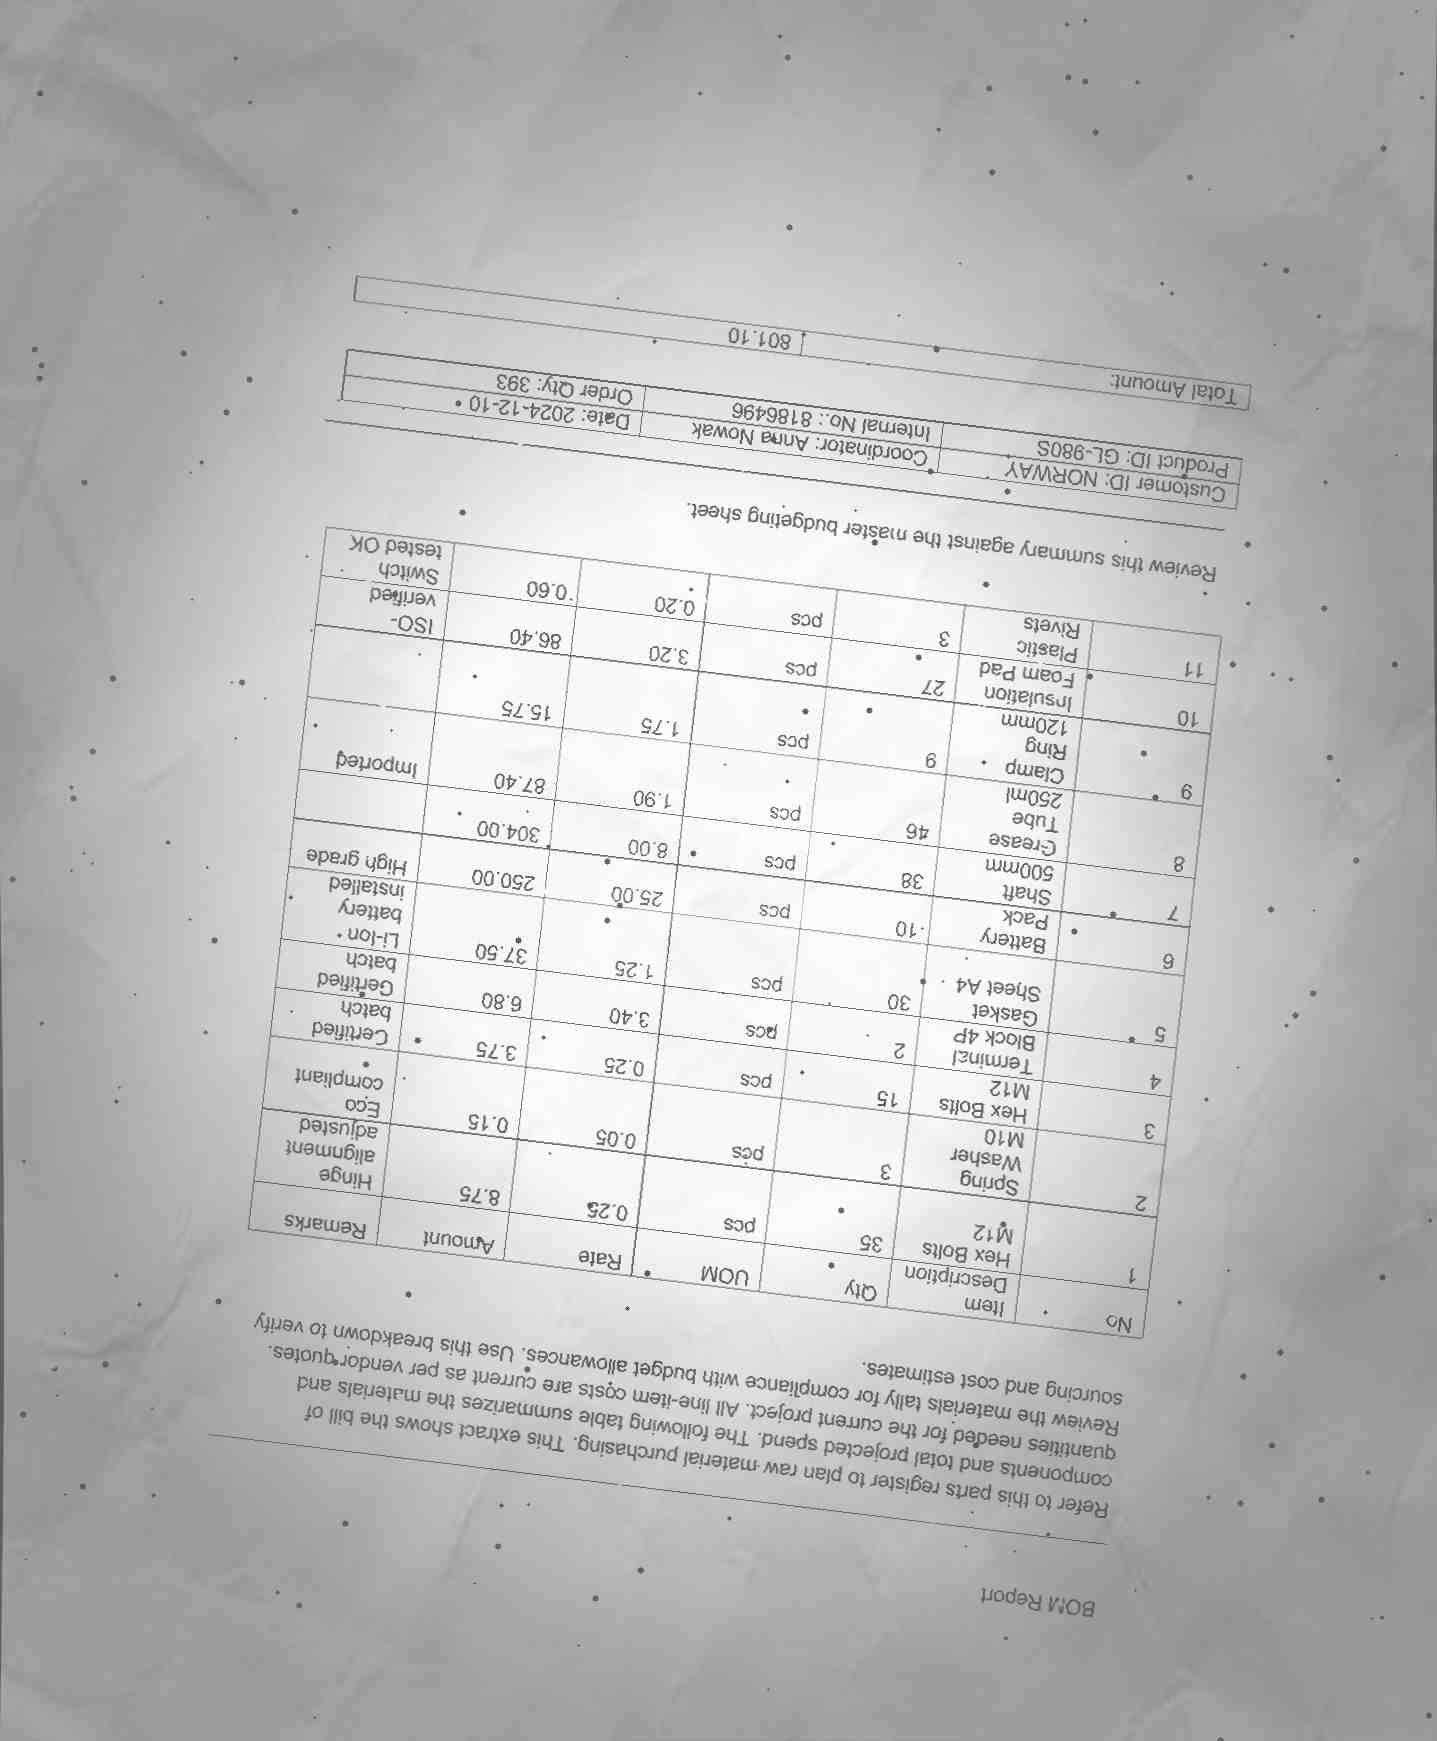 BOM Report
Refer to this parts register to plan raw-material purchasing. This extract shows the bill of
components and total projected spend. The following table summarizes the materials and
quantities needed for the current project. All line-item costs are current as per vendor quotes.
Review the materials tally for compliance with budget allowances. Use this breakdown to verify
sourcing and cost estimates.
No Item Qty UOM Rate Amount Remarks
Description
1 Hex Bolts 35 pcs 0.25 8.75 Hinge
M12 alignment
adjusted
2 Spring 3 pcs 0.05 0.15 Eco
Washer compliant
M10
3 Hex Bolts 15 pcs 0.25 3.75 Certified
M12 batch
4 Terminal 2 pcs 3.40 6.80 Certified
Block 4P batch
5 Gasket 30 pcs 1.25 37.50 Li-Ion
Sheet A4 battery
installed
6 Battery 10 pcs 25.00 250.00 High grade
Pack
7 Shaft 38 pcs 8.00 304.00
500mm
8 Grease 46 pcs 1.90 87.40 Imported
Tube
250ml
9 Clamp 9 pcs 1.75 15.75
Ring
120mm
10 Insulation 27 pcs 3.20 86.40 ISO-
Foam Pad verified
11 Plastic 3 pcs 0.20 0.60 Switch
Rivets tested OK
Review this summary against the master budgeting sheet.
Customer ID: NORWAY Coordinator: Anna Nowak Date: 2024-12-10
Product ID: GL-980S Internal No.: 8186496 Order Qty: 393
Total Amount: 801.10